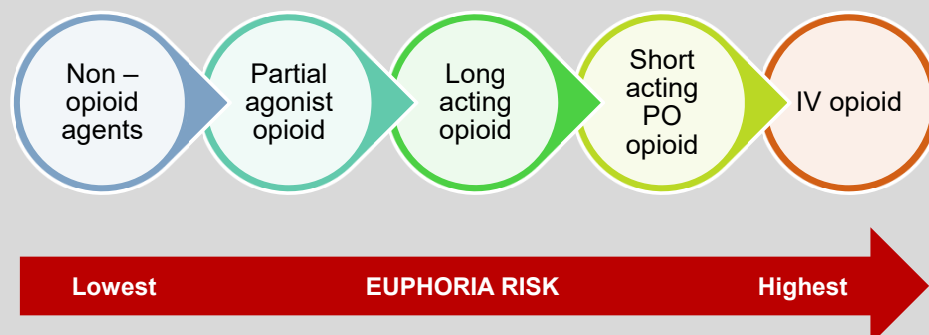 Non –
opioid
agents
Partial
agonist
opioid
Long
acting
opioid
Short
acting
PO
opioid
IV opioid
Lowest
EUPHORIA RISK
Highest